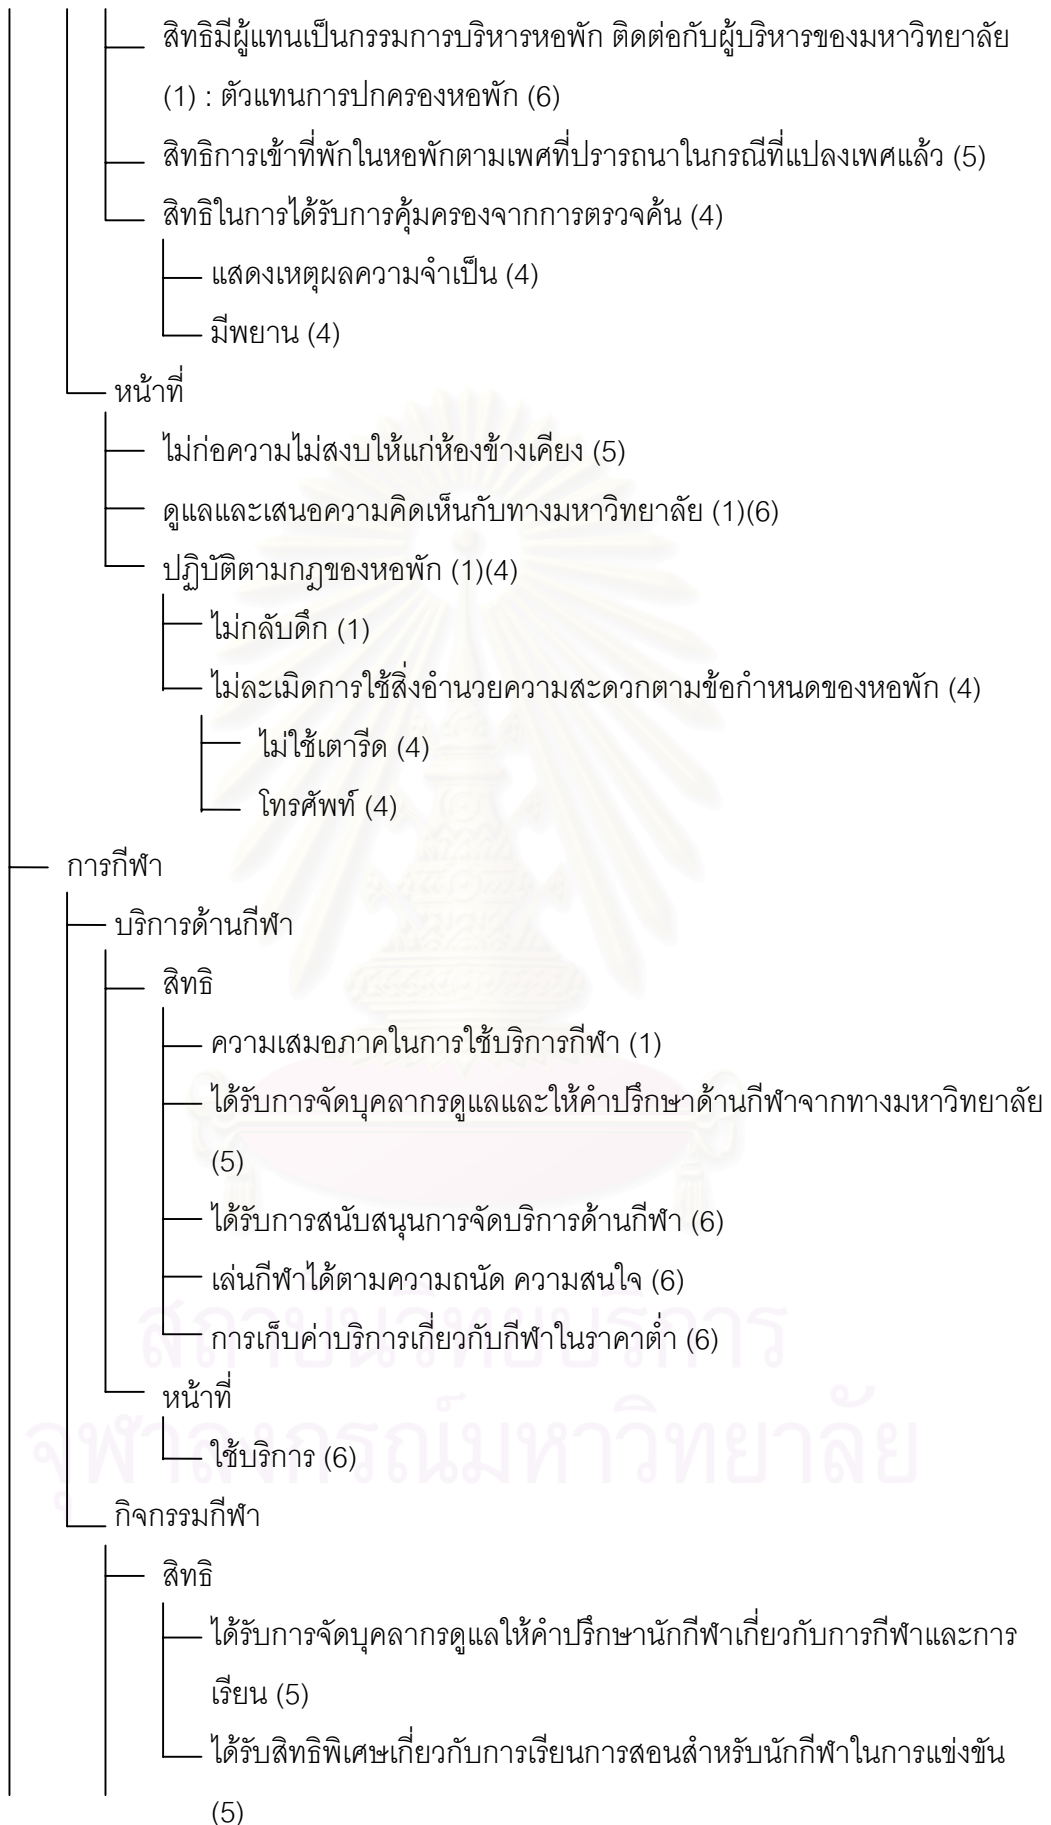 สิทธิมีผู้แทนเป็นกรรมการบริหารหอพัก ติดต่อกับผู้บริหารของมหาวิทยาลัย
(1) : ตัวแทนการปกครองหอพัก (6)
สิทธิการเข้าที่พักในหอพักตามเพศที่ปรารถนาในกรณีที่แปลงเพศแล้ว (5)
สิทธิในการได้รับการคุ้มครองจากการตรวจค้น (4)
แสดงเหตุผลความจำเป็น (4)
มีพยาน (4)
หน้าที่
ไม่ก่อความไม่สงบให้แก่ห้องข้างเคียง (5)
ดูแลและเสนอความคิดเห็นกับทางมหาวิทยาลัย (1)(6)
ปฏิบัติตามกฎของหอพัก (1)(4)
ไม่กลับดึก (1)
ไม่ละเมิดการใช้สิ่งอำนวยความสะดวกตามข้อกำหนดของหอพัก (4)
ไม่ใช้เตารีด (4)
โทรศัพท์ (4)
การกีฬา
บริการด้านกีฬา
สิทธิ
ความเสมอภาคในการใช้บริการกีฬา (1)
ได้รับการจัดบุคลากรดูแลและให้คำปรึกษาด้านกีฬาจากทางมหาวิทยาลัย
(5)
ได้รับการสนับสนุนการจัดบริการด้านกีฬา (6)
เล่นกีฬาได้ตามความถนัด ความสนใจ (6)
สถาบันวิทยบริการ
การเก็บค่าบริการเกี่ยวกับกีฬาในราคาต่ำ (6)
หน้าที่
จุฬาลงกรณ์มหาวิทยาลัย
ใช้บริการ (6)
กิจกรรมกีฬา
สิทธิ
ได้รับการจัดบุคลากรดูแลให้คำปรึกษานักกีฬาเกี่ยวกับการกีฬาและการ
เรียน (5)
ได้รับสิทธิพิเศษเกี่ยวกับการเรียนการสอนสำหรับนักกีฬาในการแข่งขัน
(5)